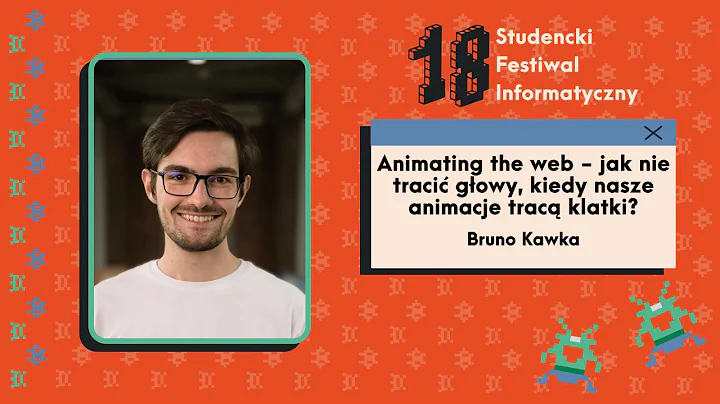 18
Studencki
Festiwal
Informatyczny
Animating the web – jak nie
tracić głowy, kiedy nasze
animacje tracą klatki?
Bruno Kawka